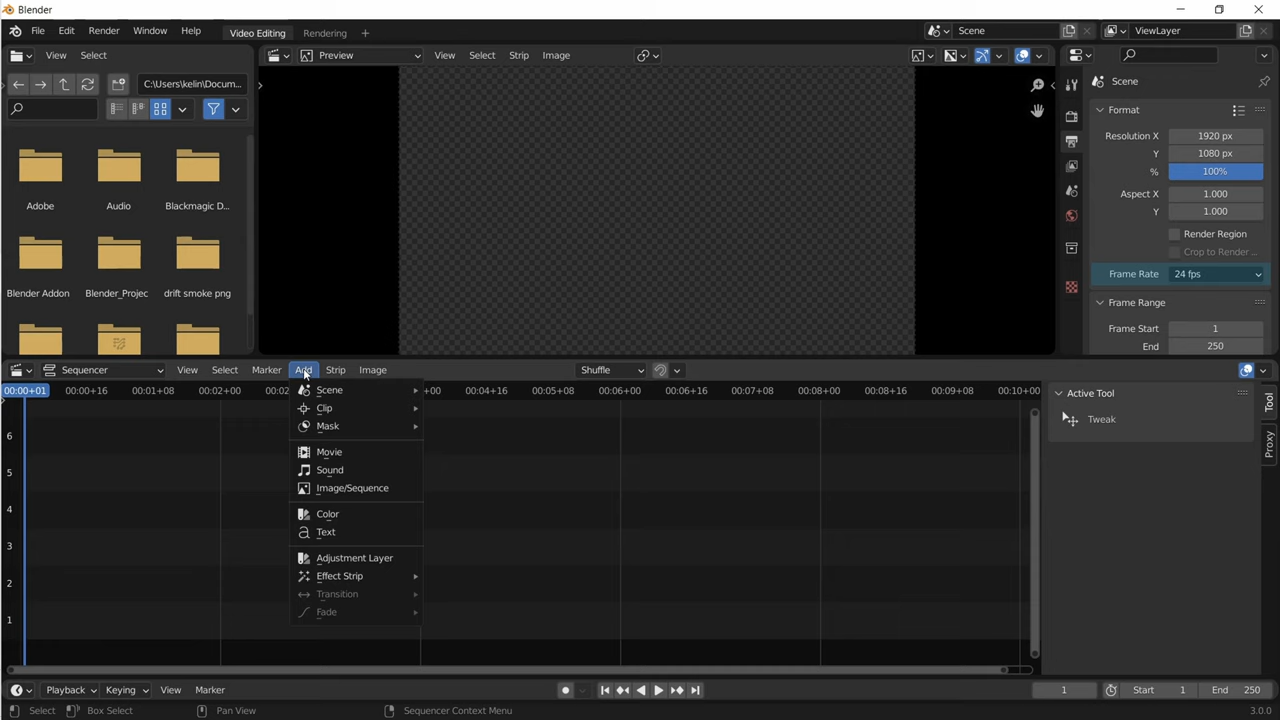 Blender
File Edit Render Window Help Video Editing Rendering Scene ViewLayer
View Select Preview View Select Strip Image
C:\Users\kelin\Docum... Scene
Format
Resolution X 1920 px
Y 1080 px
% 100%
Aspect X 1.000
Y 1.000
Render Region
Crop to Render ...
Frame Rate 24 fps
Frame Range
Frame Start 1
End 250
Adobe Audio Blackmagic D...
Blender Addon Blender_Projec drift smoke png
Sequencer View Select Marker Add Strip Image Shuffle
00:00+01 00:00+16 00:01+08 00:02+00 00:02 00:04+16 00:05+08 00:06+00 00:06+16 00:07+08 00:08+00 00:08+16 00:09+08 00:10+0
Scene
Clip
Mask
Movie
Sound
Image/Sequence
Color
Text
Adjustment Layer
Effect Strip
Transition
Fade
6
5
4
3
2
1
Active Tool
Tweak
Tool
Proxy
Playback Keying View Marker 1 Start 1 End 250
Select Box Select Pan View Sequencer Context Menu 3.0.0